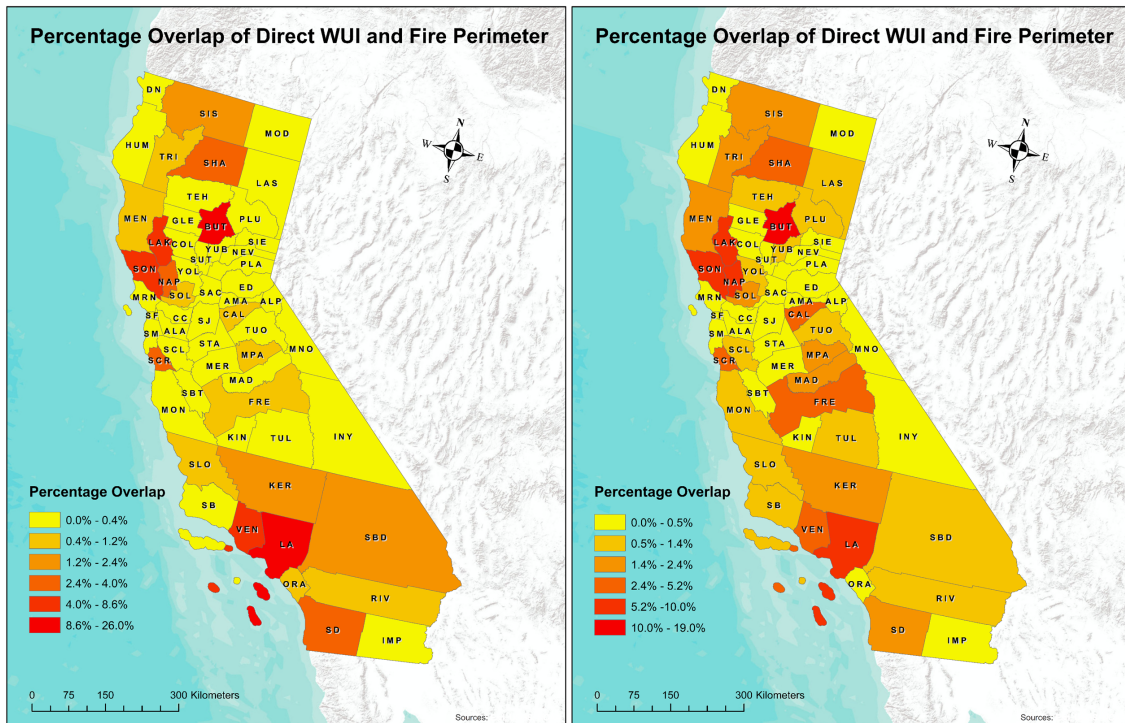 Percentage Overlap of Direct WUI and Fire Perimeter
DN
SIS
MOD
N
W
E
S
HUM
TRI
SHA
LAS
TEH
MEN
GLE
BUT
PLU
LAK
COL
YUB
SIE
SUT
NEV
SON
NAP
YOL
PLA
MRN
SOL
SAC
ED
AMA
ALP
SF
CC
SJ
CAL
SM
ALA
TUO
SCR
SCL
STA
MPA
MNO
MER
MAD
SBT
FRE
MON
KIN
TUL
INY
SLO
KER
SB
VEN
LA
SBD
ORA
RIV
SD
IMP
Percentage Overlap
0.0% - 0.4%
0.4% - 1.2%
1.2% - 2.4%
2.4% - 4.0%
4.0% - 8.6%
8.6% - 26.0%
0 75 150 300 Kilometers
Sources:
Percentage Overlap of Direct WUI and Fire Perimeter
DN
SIS
MOD
N
W
E
S
HUM
TRI
SHA
LAS
TEH
MEN
GLE
BUT
PLU
LAK
COL
YUB
SIE
SUT
NEV
SON
NAP
YOL
PLA
MRN
SOL
SAC
ED
AMA
ALP
SF
CC
SJ
CAL
SM
ALA
TUO
SCR
SCL
STA
MPA
MNO
MER
MAD
SBT
FRE
MON
KIN
TUL
INY
SLO
KER
SB
VEN
LA
SBD
ORA
RIV
SD
IMP
Percentage Overlap
0.0% - 0.5%
0.5% - 1.4%
1.4% - 2.4%
2.4% - 5.2%
5.2% -10.0%
10.0% - 19.0%
0 75 150 300 Kilometers
Sources: